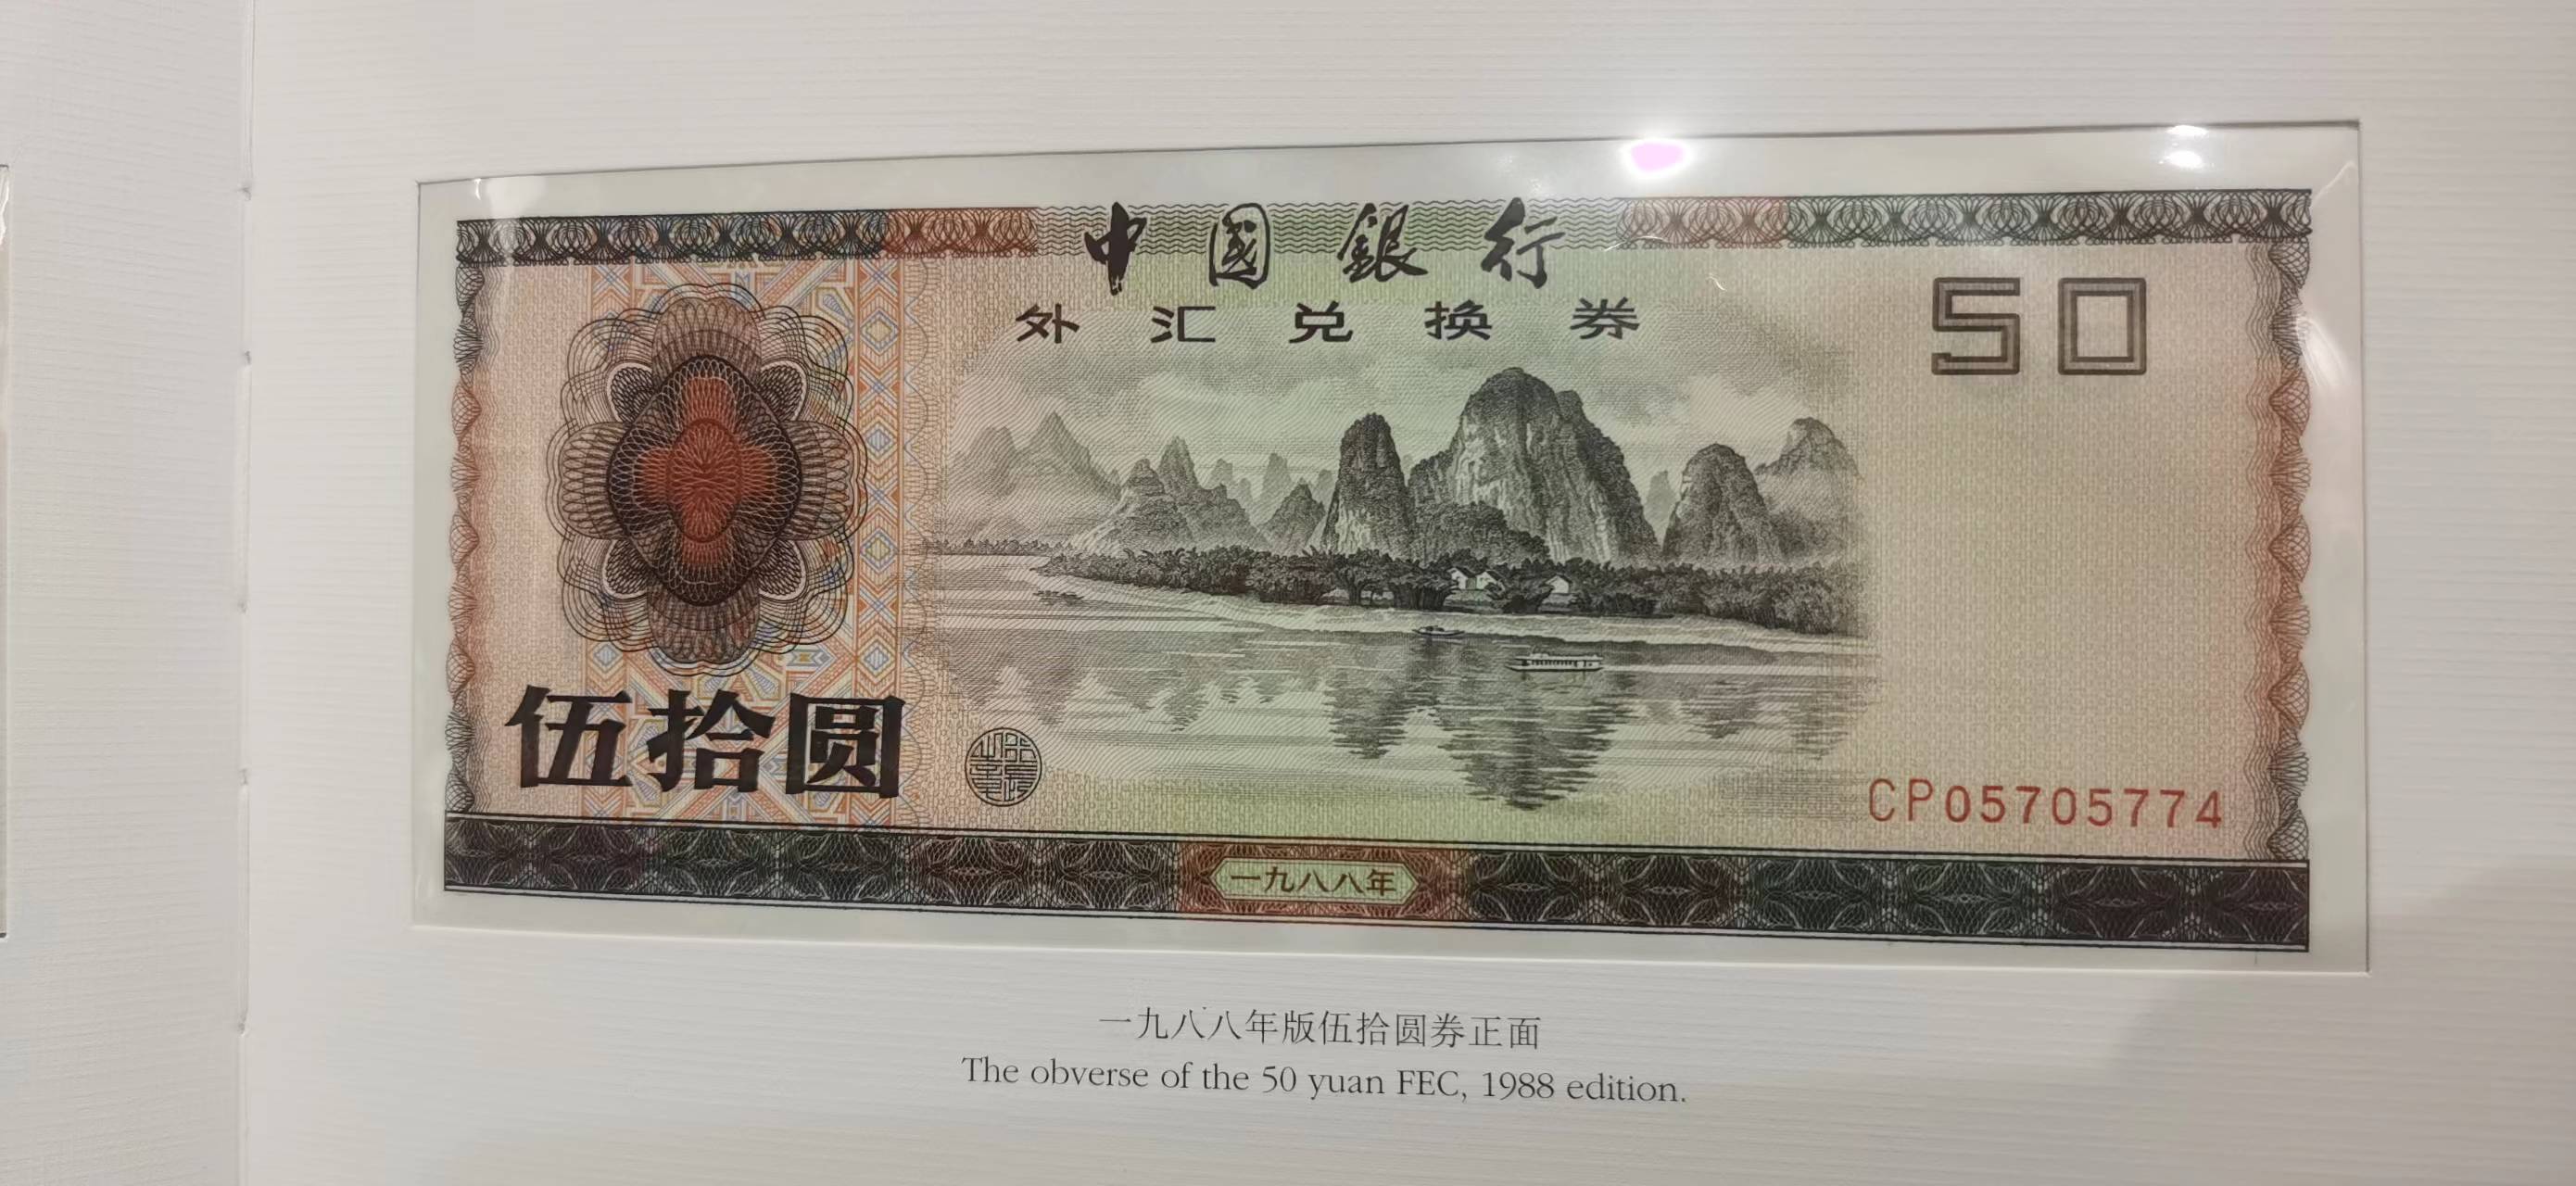 中國銀行
外汇兑换券
50
伍拾圆
CP05705774
一九八八年
一九八八年版伍拾圆券正面
The obverse of the 50 yuan FEC, 1988 edition.